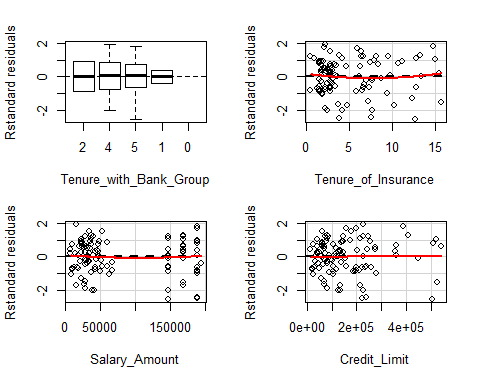 Rstandard residuals
2
0
-2
2 4 5 1 0
Tenure_with_Bank_Group
Rstandard residuals
2
0
-2
0 5 10 15
Tenure_of_Insurance
Rstandard residuals
2
0
-2
0 50000 150000
Salary_Amount
Rstandard residuals
2
0
-2
0e+00 2e+05 4e+05
Credit_Limit